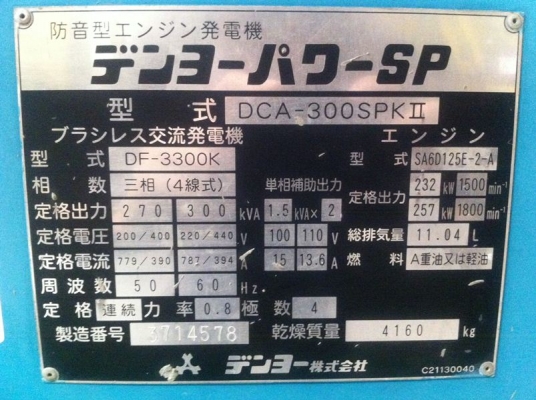 防音型エンジン発電機
デンヨーパワーSP
型式 DCA-300SPKⅡ
ブラシレス交流発電機 エンジン
型式 DF-3300K 型式 SA6D125E-2-A
相数 三相(4線式) 単相補助出力 定格出力 232 kW 1500 min⁻¹
定格出力 270 300 kVA 1.5 kVA× 2 257 kW 1800 min⁻¹
定格電圧 200/400 220/440 V 100 110 V 総排気量 11.04 L
定格電流 779/390 787/394 A 15 13.6 A 燃料 A重油又は軽油
周波数 50 60 Hz
定格 連続 力率 0.8 極数 4
製造番号 3714578 乾燥質量 4160 kg
デンヨー株式会社
C21130040